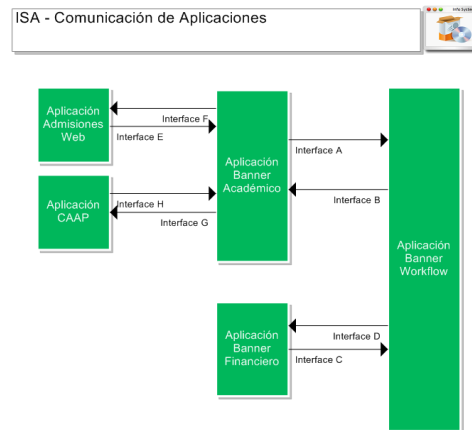 ISA - Comunicación de Aplicaciones
Aplicación
Admisiones
Web
Interface F
Interface E
Aplicación
Banner
Académico
Interface A
Interface B
Aplicación
CAAP
Interface H
Interface G
Aplicación
Banner
Workflow
Aplicación
Banner
Financiero
Interface D
Interface C